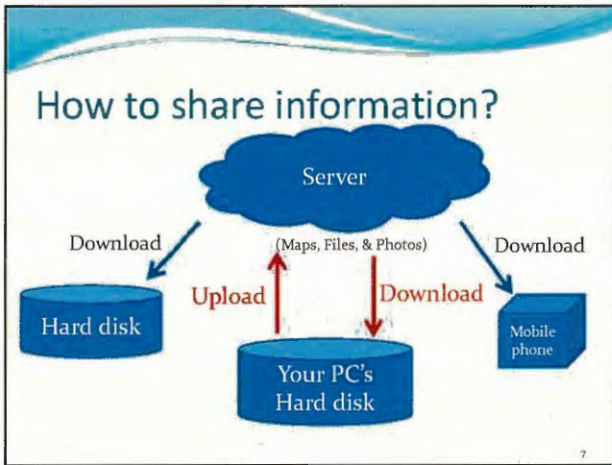 How to share information?
Server
Download
(Maps, Files, & Photos)
Download
Upload
Download
Hard disk
Mobile
phone
Your PC's
Hard disk
7